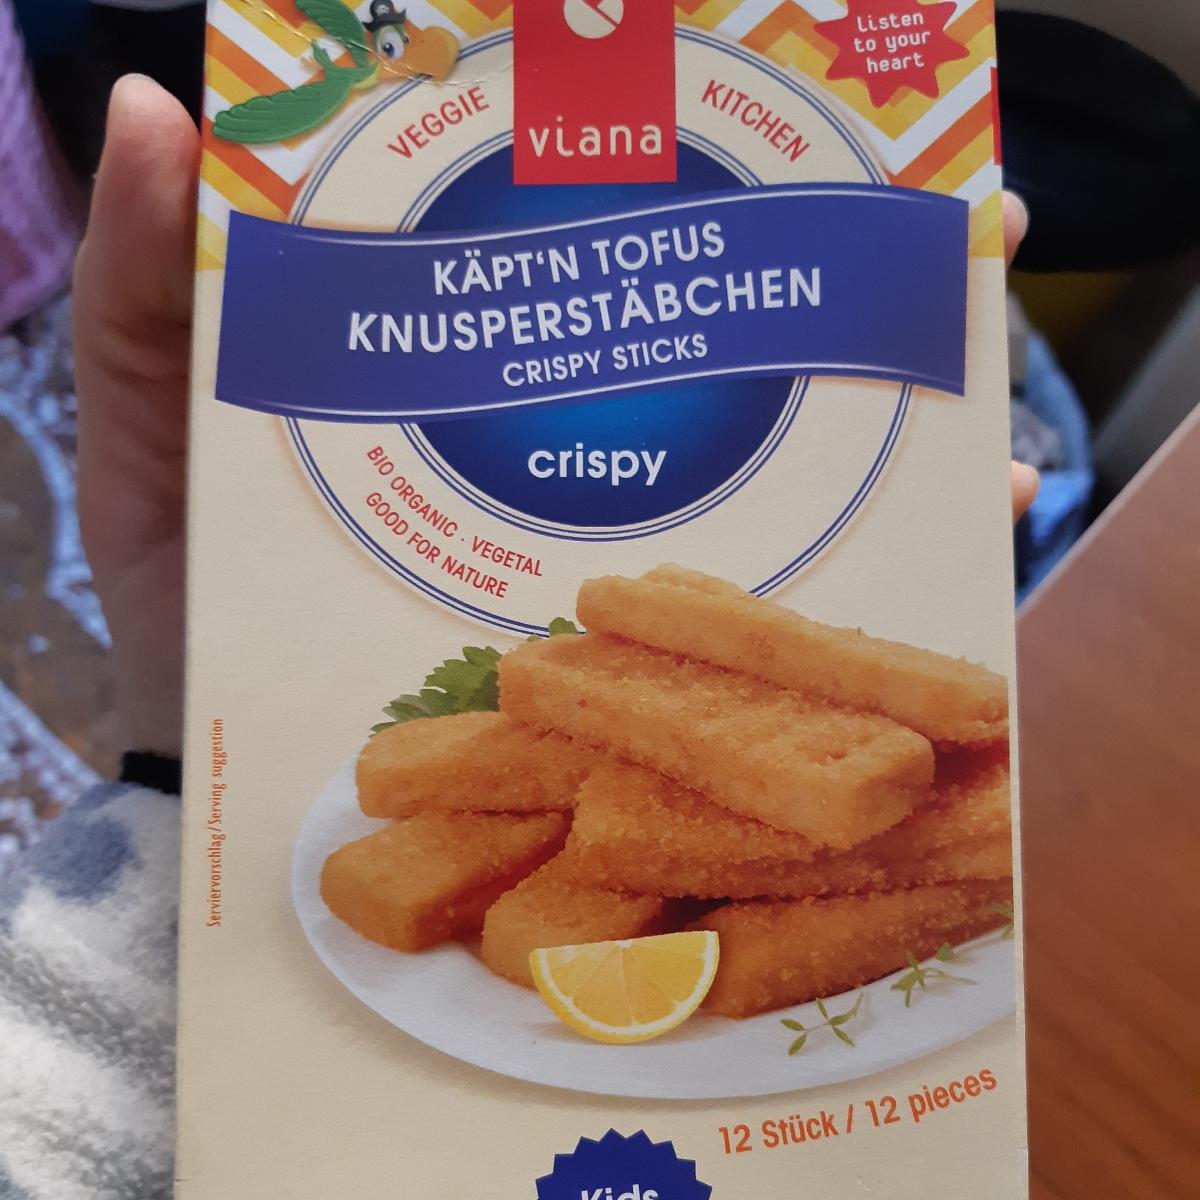 listen
to your
heart
VEGGIE
KITCHEN
viana
KÄPT'N TOFUS
KNUSPERSTÄBCHEN
CRISPY STICKS
crispy
BIO ORGANIC · VEGETAL
GOOD FOR NATURE
Serviervorschlag / Serving suggestion
12 Stück / 12 pieces
Kids